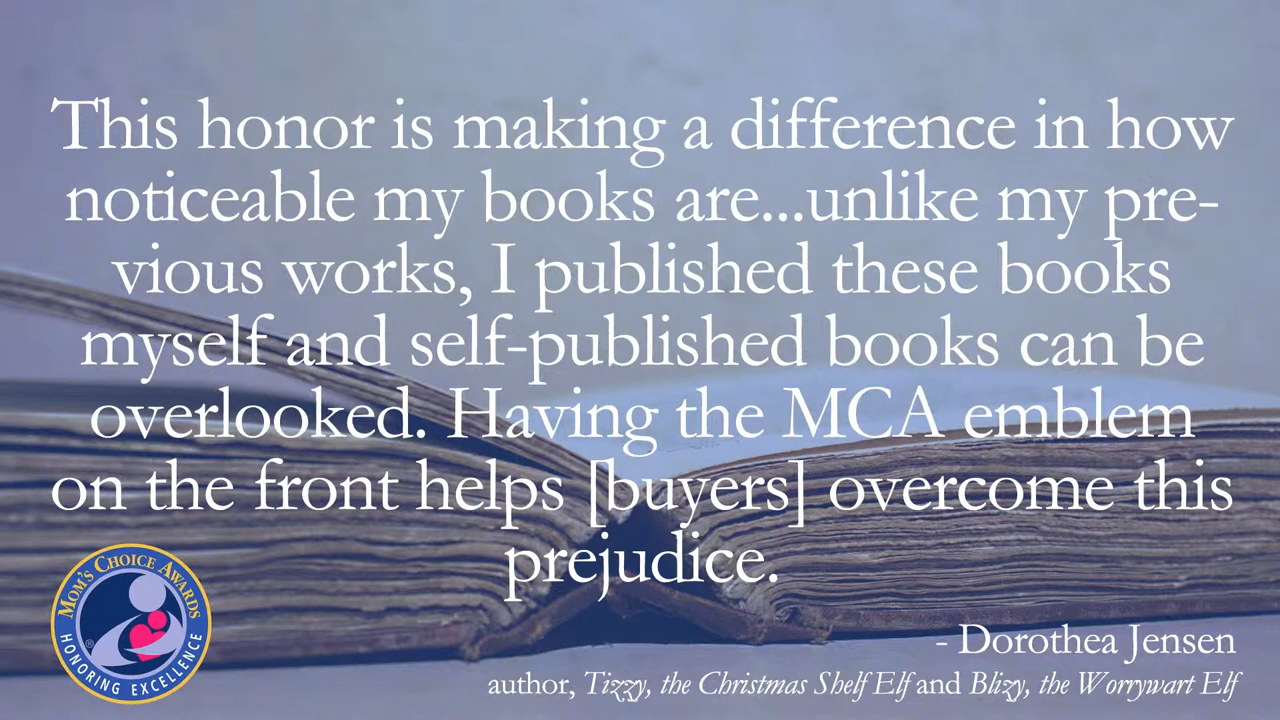 This honor is making a difference in how
noticeable my books are...unlike my pre-
vious works, I published these books
myself and self-published books can be
overlooked. Having the MCA emblem
on the front helps [buyers] overcome this
prejudice.
- Dorothea Jensen
author, Tizzy, the Christmas Shelf Elf and Blizy, the Worrywart Elf
MOM'S CHOICE AWARDS
®
HONORING EXCELLENCE